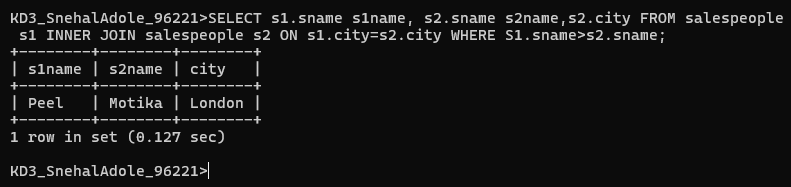 KD3_SnehalAdole_96221>SELECT s1.sname s1name, s2.sname s2name,s2.city FROM salespeople
 s1 INNER JOIN salespeople s2 ON s1.city=s2.city WHERE S1.sname>s2.sname;
+--------+--------+--------+
| s1name | s2name | city   |
+--------+--------+--------+
| Peel   | Motika | London |
+--------+--------+--------+
1 row in set (0.127 sec)
KD3_SnehalAdole_96221>